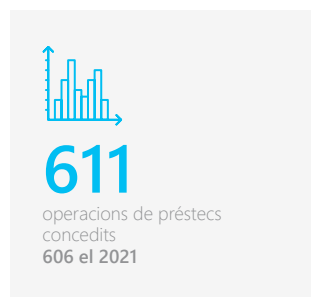 611
operacions de préstecs
concedits
606 el 2021